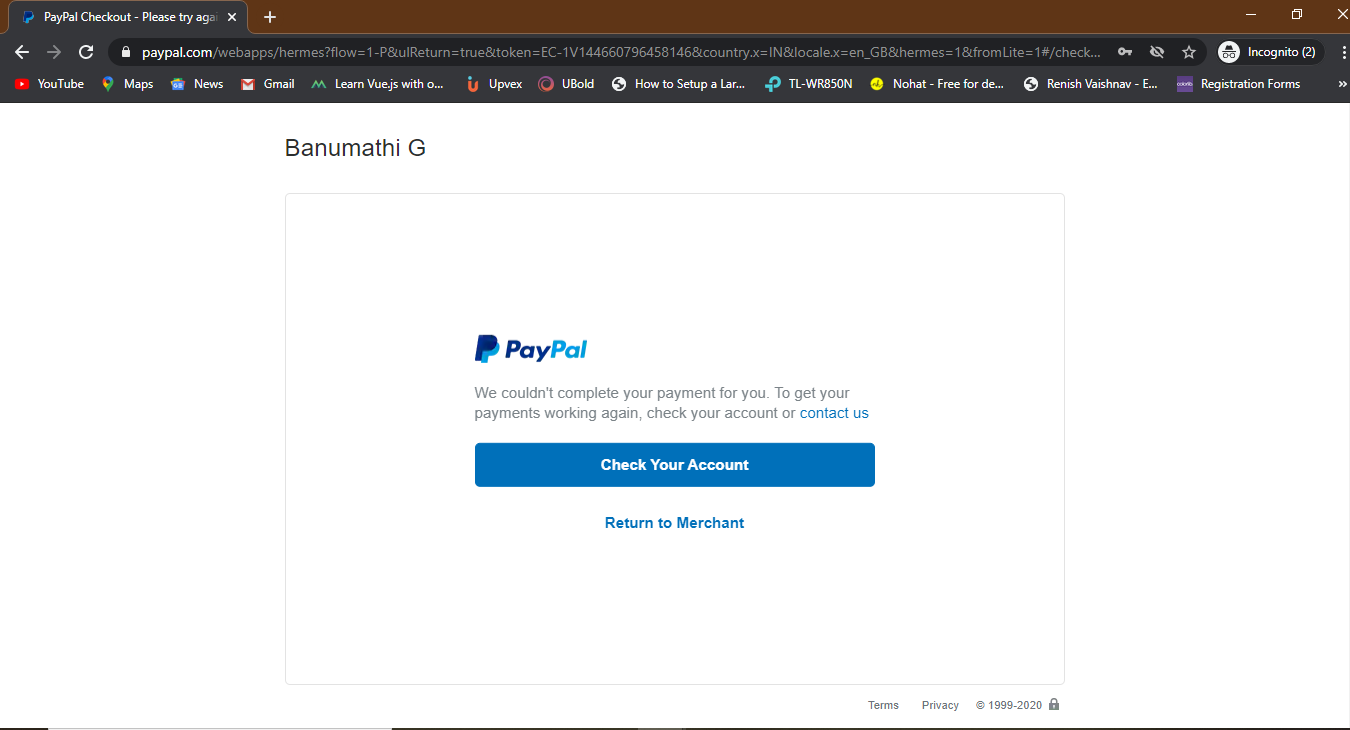 PayPal Checkout - Please try agai
paypal.com/webapps/hermes?flow=1-P&ulReturn=true&token=EC-1V144660796458146&country.x=IN&locale.x=en_GB&hermes=1&fromLite=1#/check...
Incognito (2)
YouTube Maps News Gmail Learn Vue.js with o... Upvex UBold How to Setup a Lar... TL-WR850N Nohat - Free for de... Renish Vaishnav - E... Registration Forms »
Banumathi G
PayPal
We couldn't complete your payment for you. To get your
payments working again, check your account or contact us
Check Your Account
Return to Merchant
Terms Privacy © 1999-2020